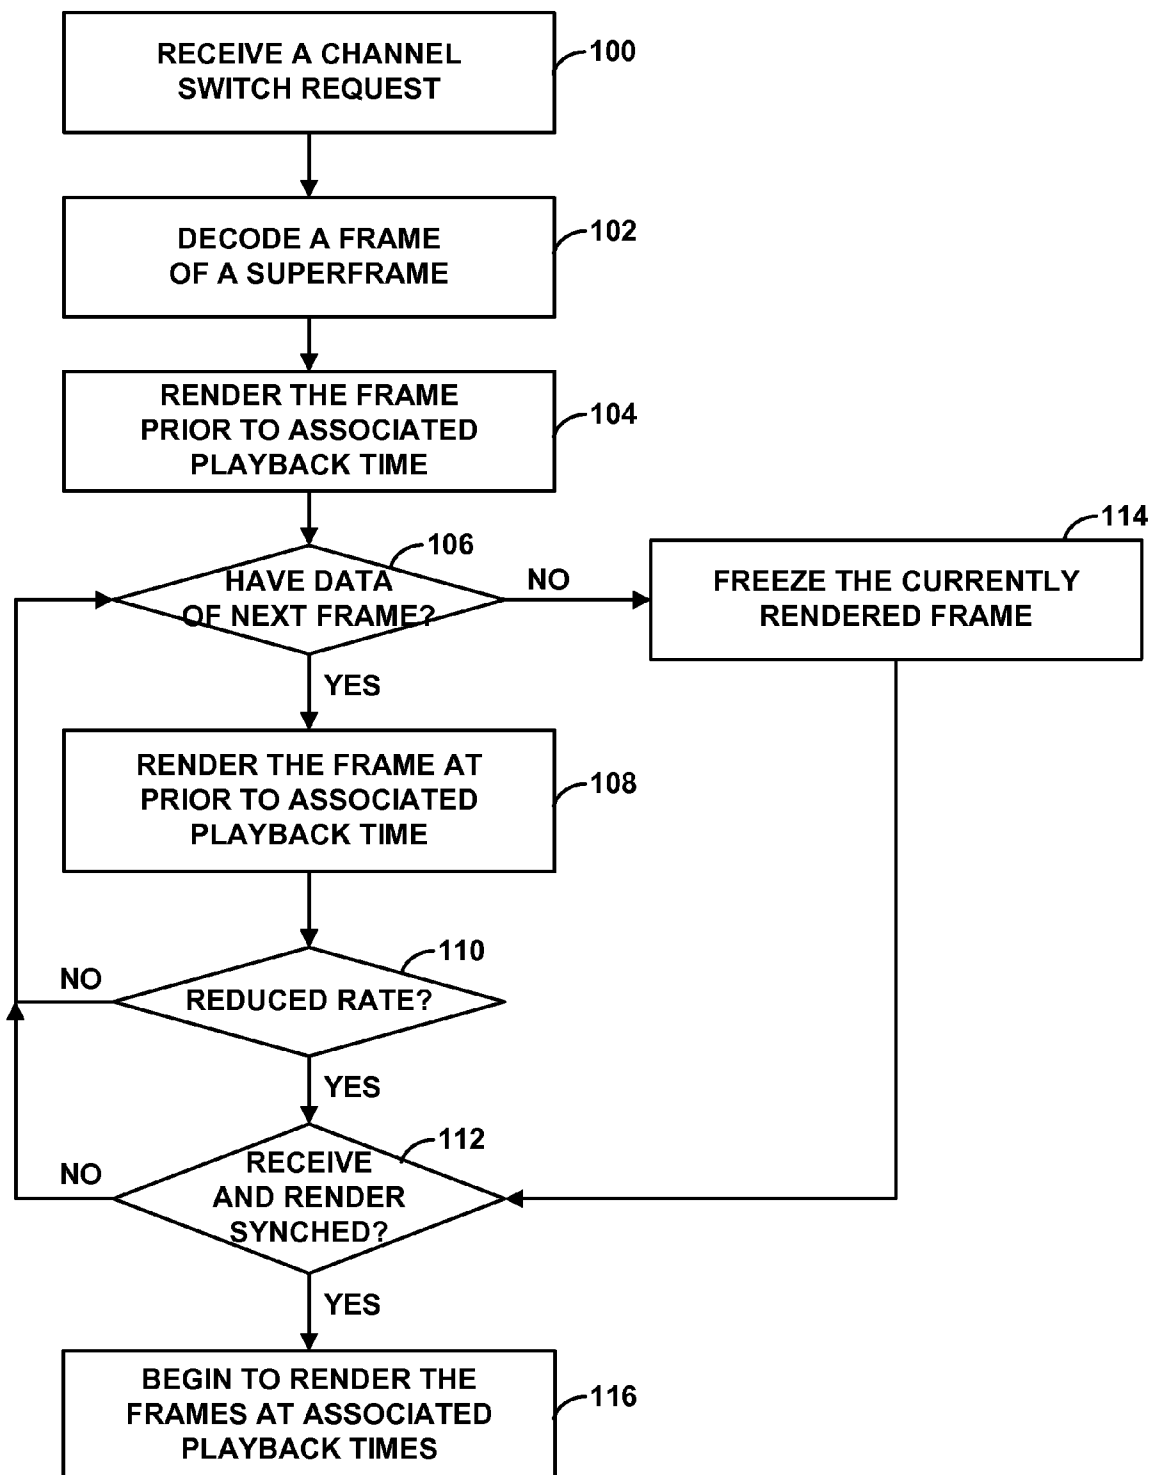 RECEIVE A CHANNEL
SWITCH REQUEST
100
DECODE A FRAME
OF A SUPERFRAME
102
RENDER THE FRAME
PRIOR TO ASSOCIATED
PLAYBACK TIME
104
HAVE DATA
OF NEXT FRAME?
106
NO
FREEZE THE CURRENTLY
RENDERED FRAME
114
YES
RENDER THE FRAME AT
PRIOR TO ASSOCIATED
PLAYBACK TIME
108
REDUCED RATE?
110
NO
YES
RECEIVE
AND RENDER
SYNCHED?
112
NO
YES
BEGIN TO RENDER THE
FRAMES AT ASSOCIATED
PLAYBACK TIMES
116